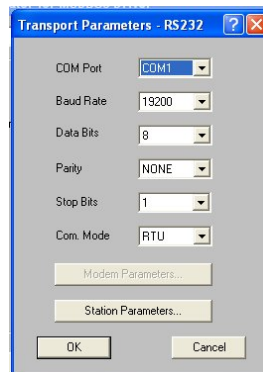 Transport Parameters - RS232
COM Port COM1
Baud Rate 19200
Data Bits 8
Parity NONE
Stop Bits 1
Com. Mode RTU
Modem Parameters...
Station Parameters...
OK Cancel